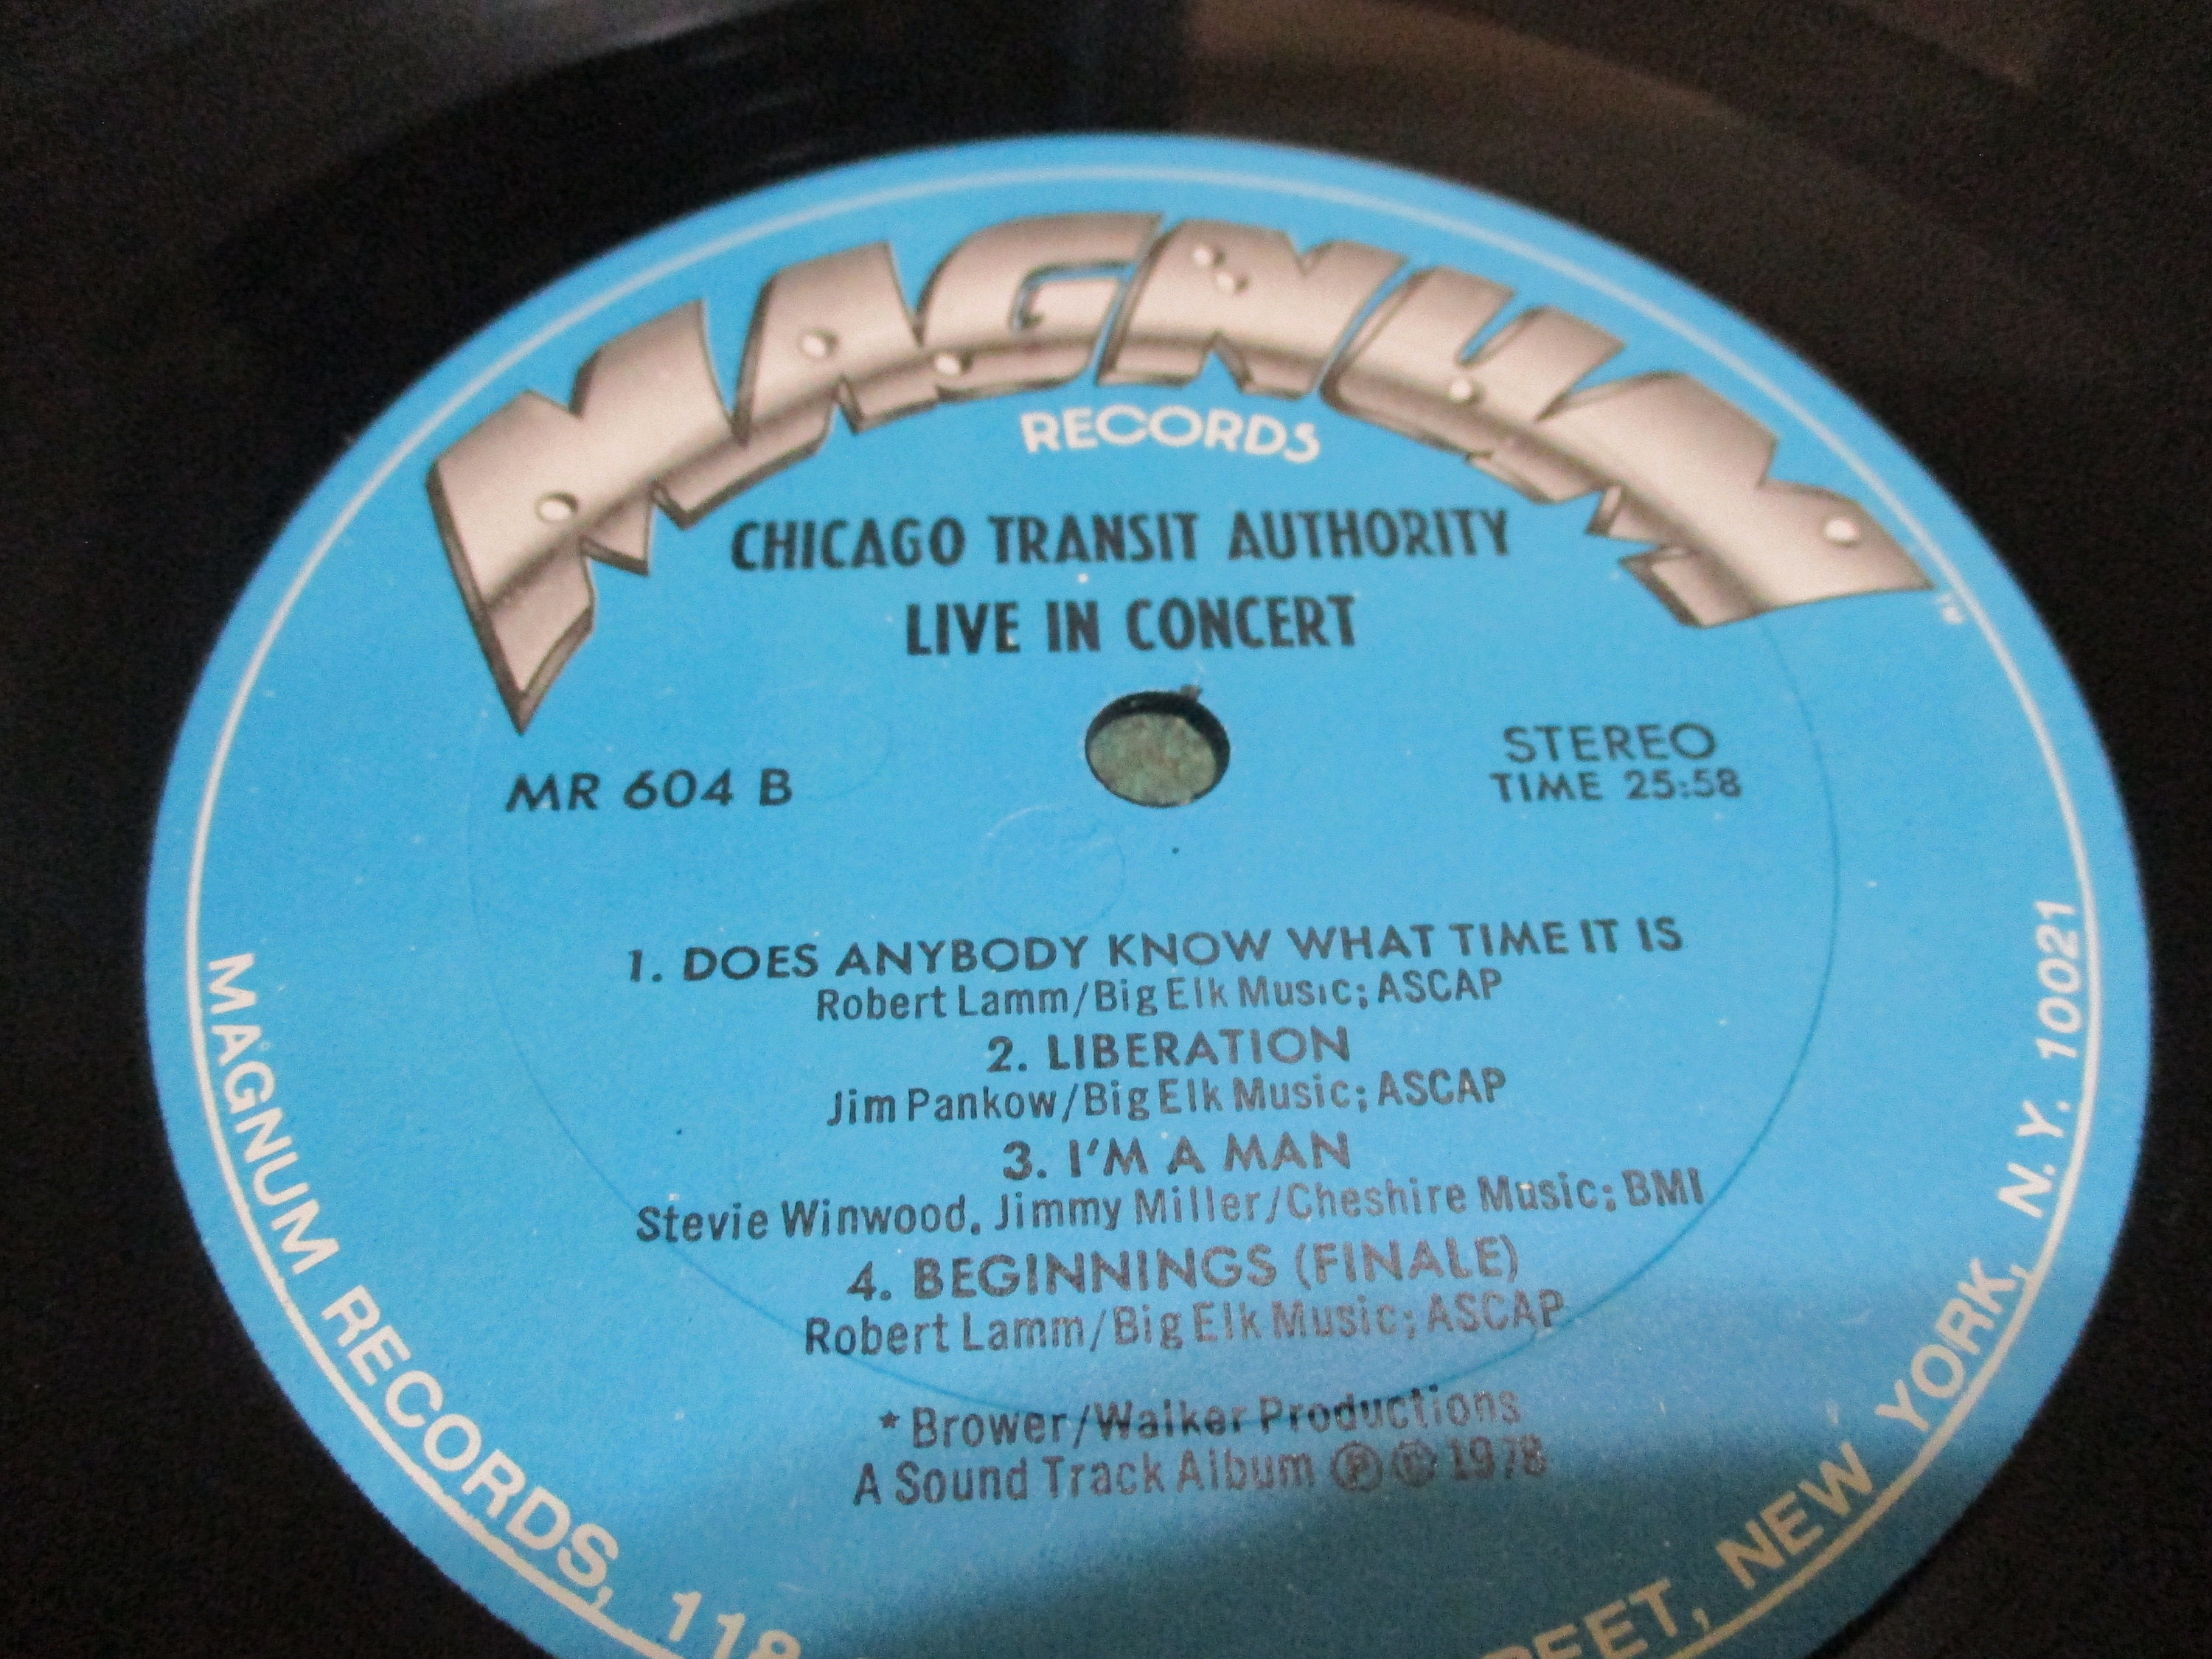 MAGNUM
RECORDS
TM
CHICAGO TRANSIT AUTHORITY
LIVE IN CONCERT
MR 604 B
STEREO
TIME 25:58
1. DOES ANYBODY KNOW WHAT TIME IT IS
Robert Lamm/Big Elk Music; ASCAP
2. LIBERATION
Jim Pankow/Big Elk Music; ASCAP
3. I'M A MAN
Stevie Winwood, Jimmy Miller/Cheshire Music; BMI
4. BEGINNINGS (FINALE)
Robert Lamm/Big Elk Music; ASCAP
* Brower/Walker Productions
A Sound Track Album ℗ © 1978
MAGNUM RECORDS, 118 
NEW YORK, N.Y. 10021